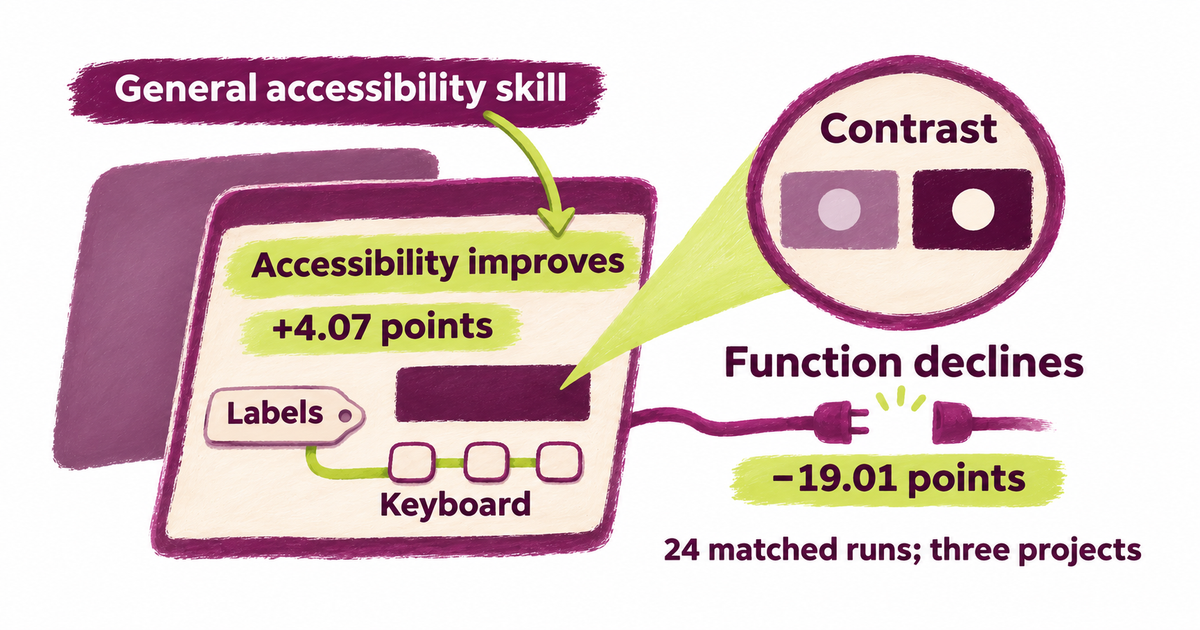 General accessibility skill
Accessibility improves
+4.07 points
Labels
Keyboard
Contrast
Function declines
−19.01 points
24 matched runs; three projects